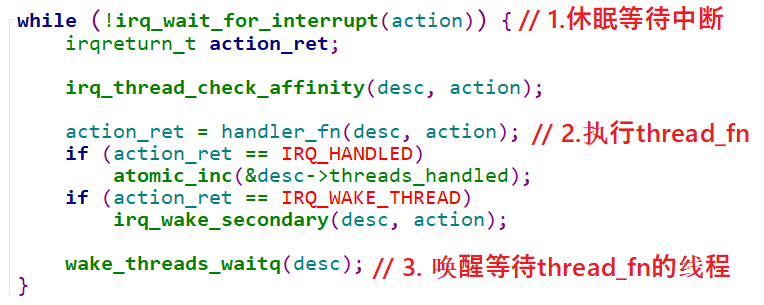 while (!irq_wait_for_interrupt(action)) { // 1.休眠等待中断
irqreturn_t action_ret;
irq_thread_check_affinity(desc, action);
action_ret = handler_fn(desc, action); // 2.执行thread_fn
if (action_ret == IRQ_HANDLED)
atomic_inc(&desc->threads_handled);
if (action_ret == IRQ_WAKE_THREAD)
irq_wake_secondary(desc, action);
wake_threads_waitq(desc); // 3. 唤醒等待thread_fn的线程
}